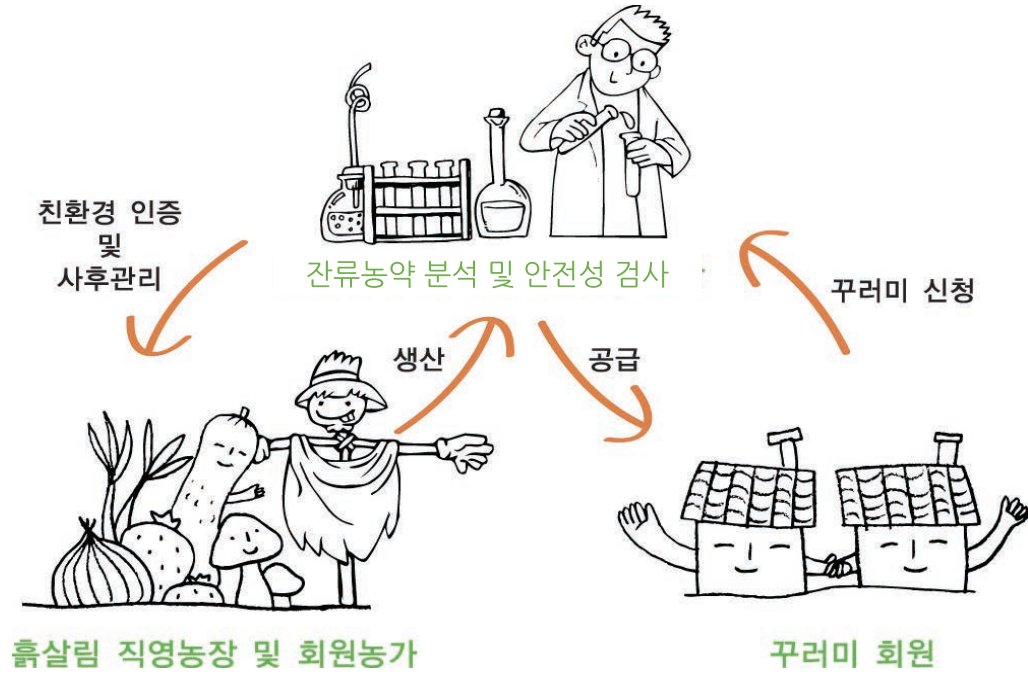 친환경 인증
및
사후관리
잔류농약 분석 및 안전성 검사
꾸러미 신청
생산
공급
흙살림 직영농장 및 회원농가
꾸러미 회원